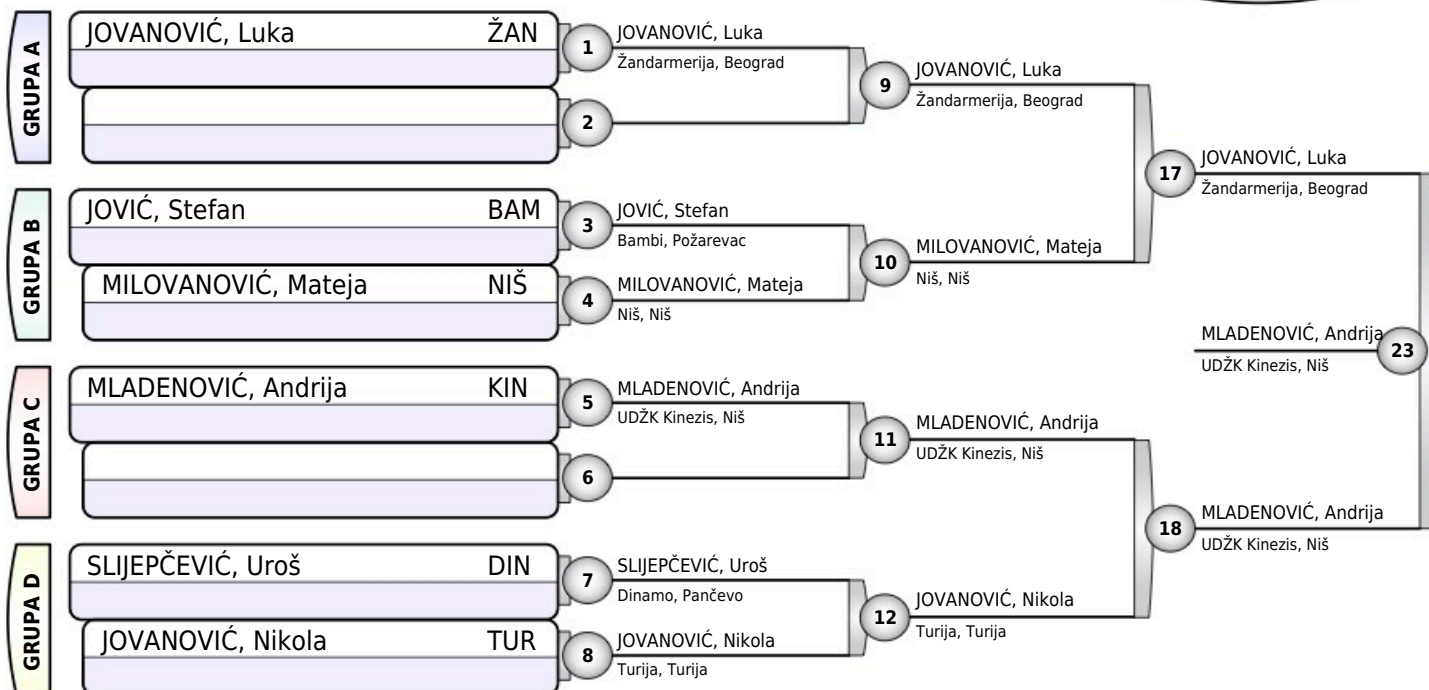 GRUPA A
JOVANOVIĆ, Luka ŽAN
1
2
JOVANOVIĆ, Luka
Žandarmerija, Beograd
9
JOVANOVIĆ, Luka
Žandarmerija, Beograd
GRUPA B
JOVIĆ, Stefan BAM
MILOVANOVIĆ, Mateja NIŠ
3
4
JOVIĆ, Stefan
Bambi, Požarevac
MILOVANOVIĆ, Mateja
Niš, Niš
10
MILOVANOVIĆ, Mateja
Niš, Niš
17
JOVANOVIĆ, Luka
Žandarmerija, Beograd
GRUPA C
MLADENOVIĆ, Andrija KIN
5
6
MLADENOVIĆ, Andrija
UDŽK Kinezis, Niš
11
MLADENOVIĆ, Andrija
UDŽK Kinezis, Niš
GRUPA D
SLIJEPČEVIĆ, Uroš DIN
JOVANOVIĆ, Nikola TUR
7
8
SLIJEPČEVIĆ, Uroš
Dinamo, Pančevo
JOVANOVIĆ, Nikola
Turija, Turija
12
JOVANOVIĆ, Nikola
Turija, Turija
18
MLADENOVIĆ, Andrija
UDŽK Kinezis, Niš
MLADENOVIĆ, Andrija
UDŽK Kinezis, Niš
23